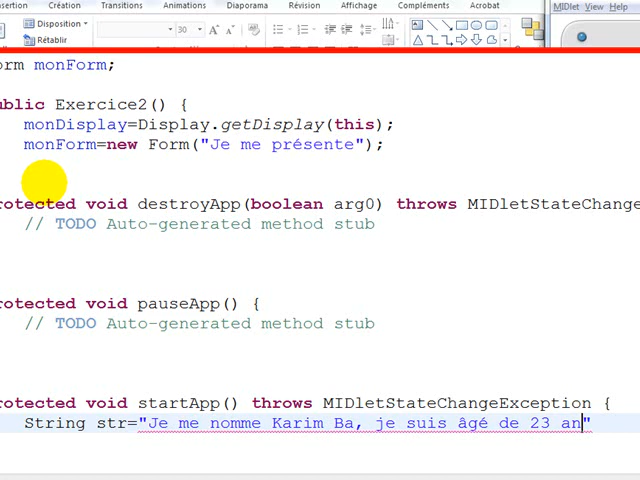 sertion Création Transitions Animations Diaporama Révision Affichage Compléments Acrobat MIDlet View Help
Disposition
30
Rétablir
orm monForm;
ublic Exercice2() {
monDisplay=Display.getDisplay(this);
monForm=new Form("Je me présente");
rotected void destroyApp(boolean arg0) throws MIDletStateChange
// TODO Auto-generated method stub
rotected void pauseApp() {
// TODO Auto-generated method stub
rotected void startApp() throws MIDletStateChangeException {
String str="Je me nomme Karim Ba, je suis âgé de 23 an"